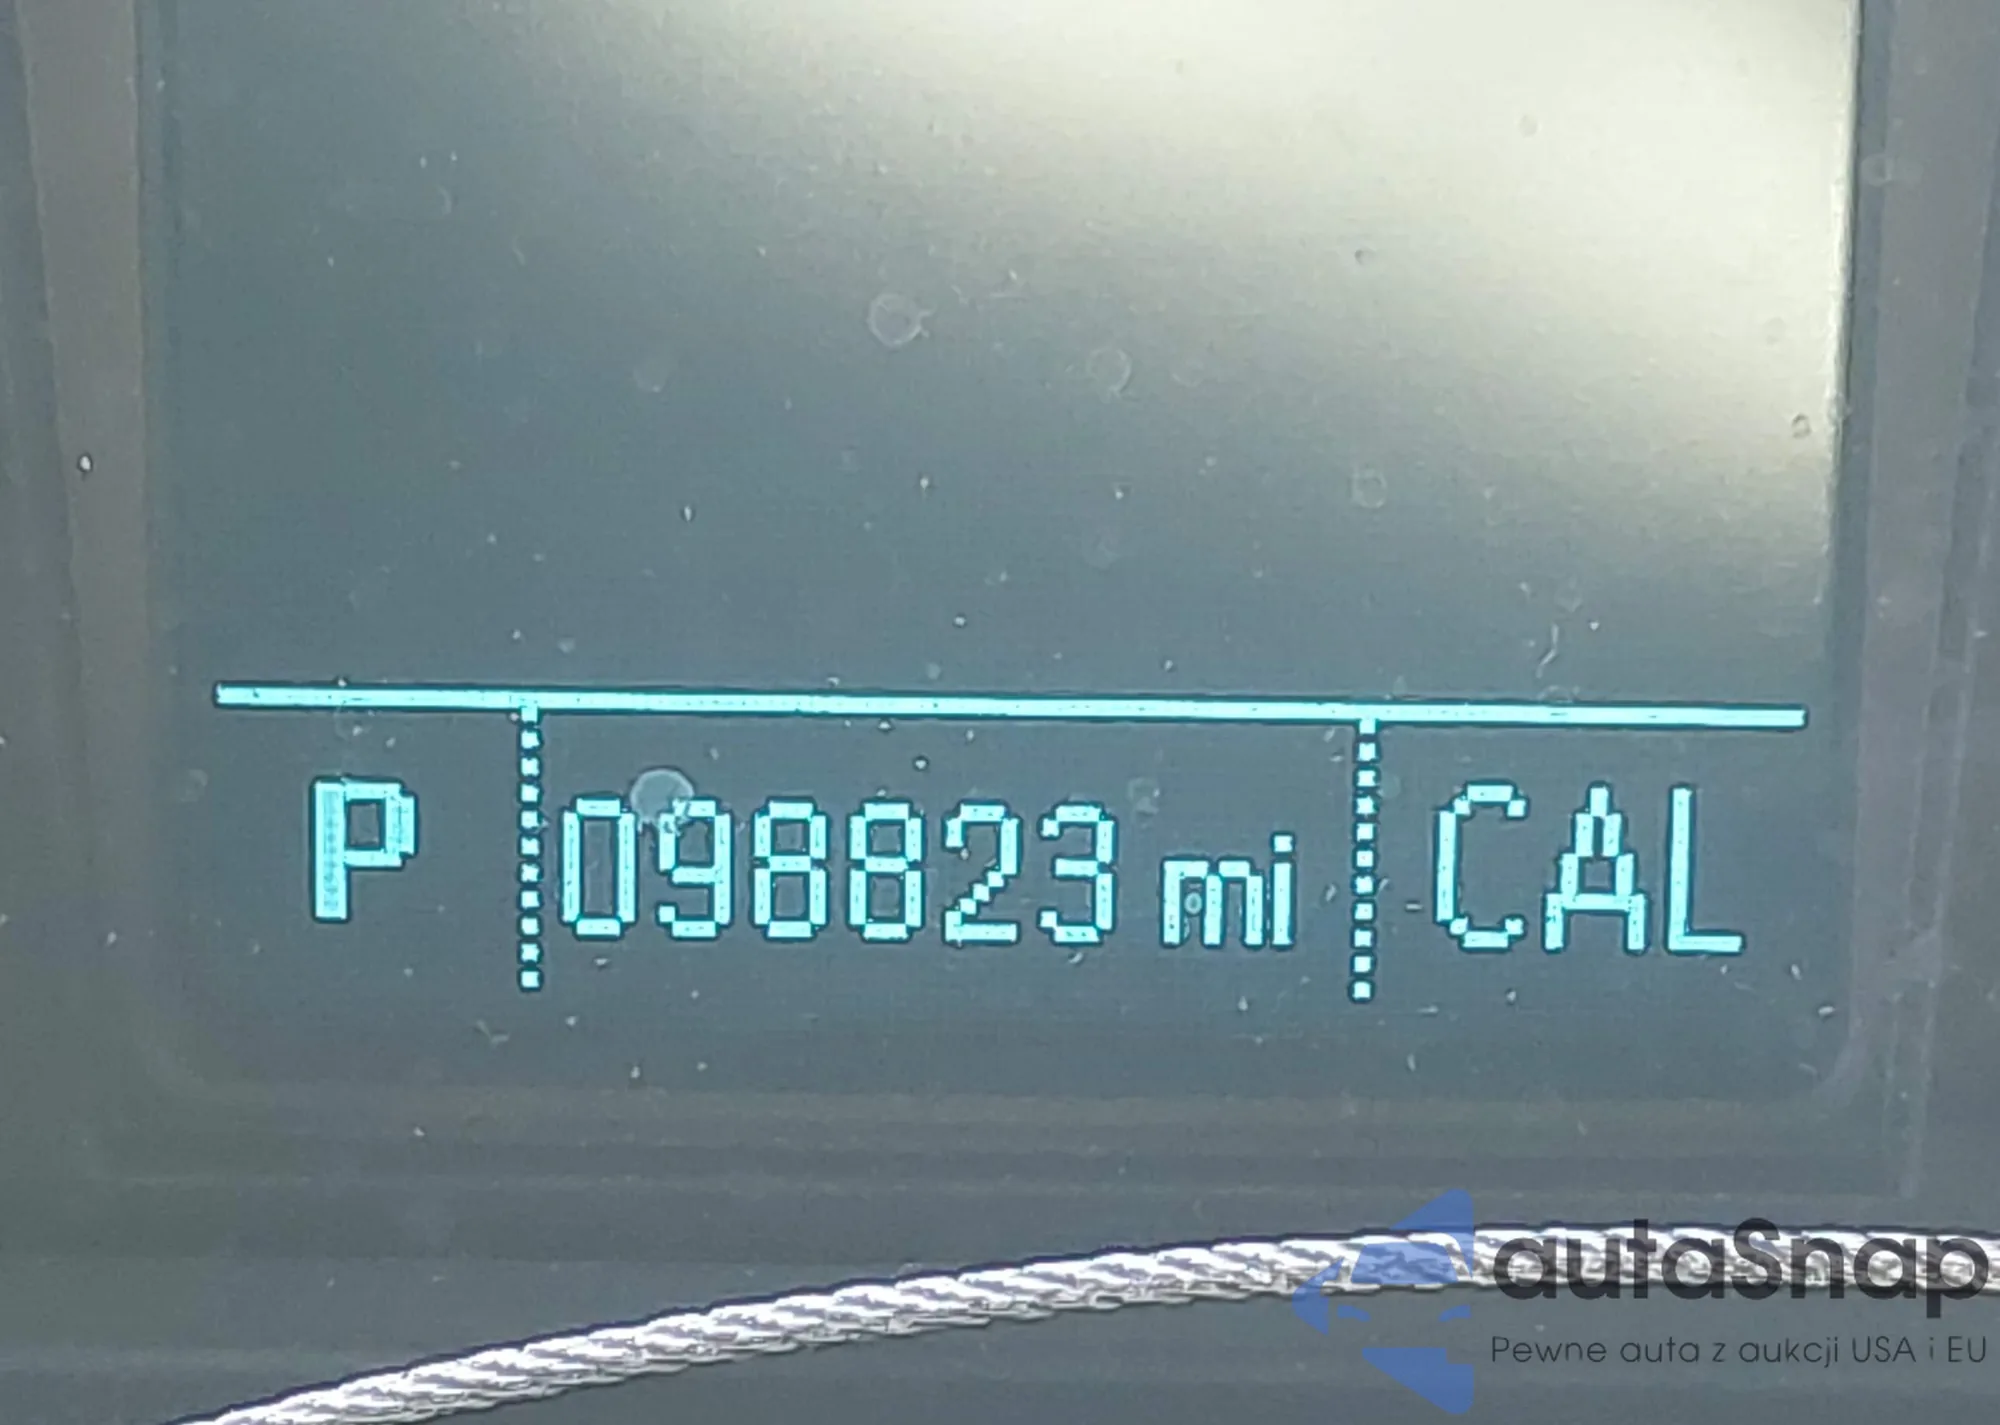 P 098823 mi CAL
autaSnap
Pewne auta z aukcji USA i EU